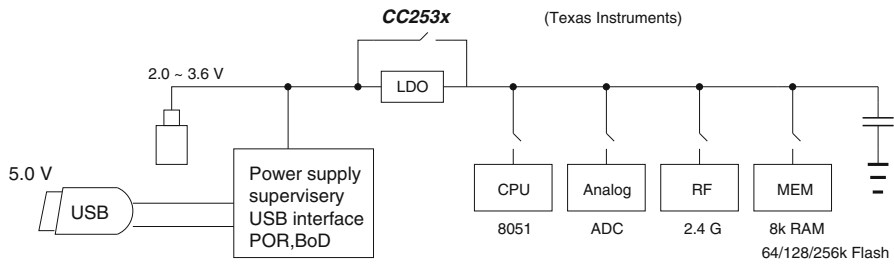 CC253x
(Texas Instruments)
2.0 ~ 3.6 V
LDO
5.0 V
USB
Power supply
supervisery
USB interface
POR,BoD
CPU
Analog
RF
MEM
8051
ADC
2.4 G
8k RAM
64/128/256k Flash